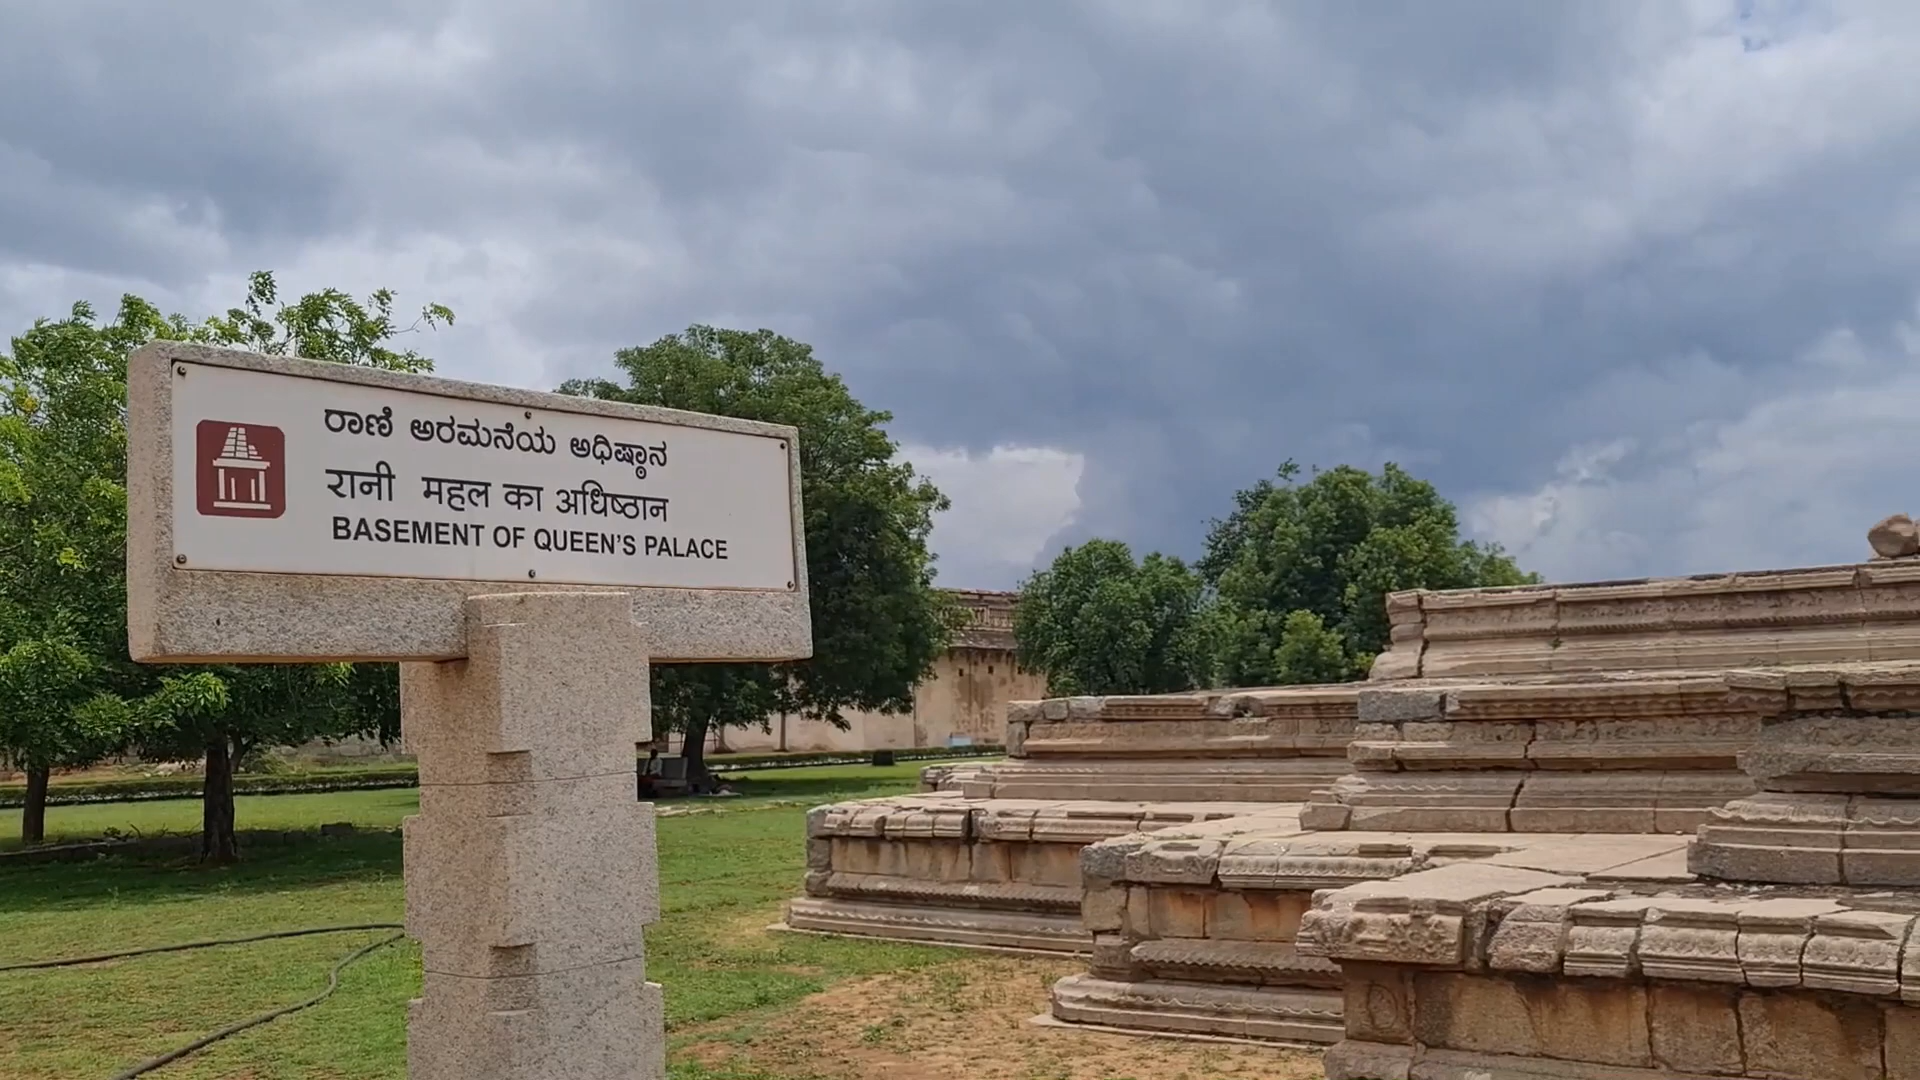 ರಾಣಿ ಅರಮನೆಯ ಅಧಿಷ್ಠಾನ
रानी महल का अधिष्ठान
BASEMENT OF QUEEN'S PALACE